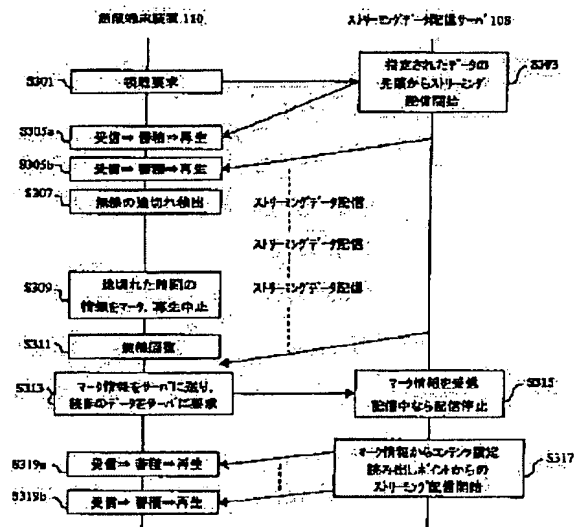 端末装置 110
ストリーミングデータ配信サーバ 108
S301
視聴要求
指定されたデータの
先頭からストリーミング
配信開始
S303
S305a
受信⇒蓄積⇒再生
S305b
受信⇒蓄積⇒再生
S307
無線の途切れ検出
ストリーミングデータ配信
ストリーミングデータ配信
S309
途切れた時間の
情報をマーク、再生中止
ストリーミングデータ配信
S311
無線回復
S313
マーク情報をサーバに送り、
続きのデータをサーバに要求
マーク情報を受信
配信中なら配信停止
S315
S319a
受信⇒蓄積⇒再生
マーク情報からコンテンツ設定
読み出しポイントからの
ストリーミング配信開始
S317
S319b
受信⇒蓄積⇒再生